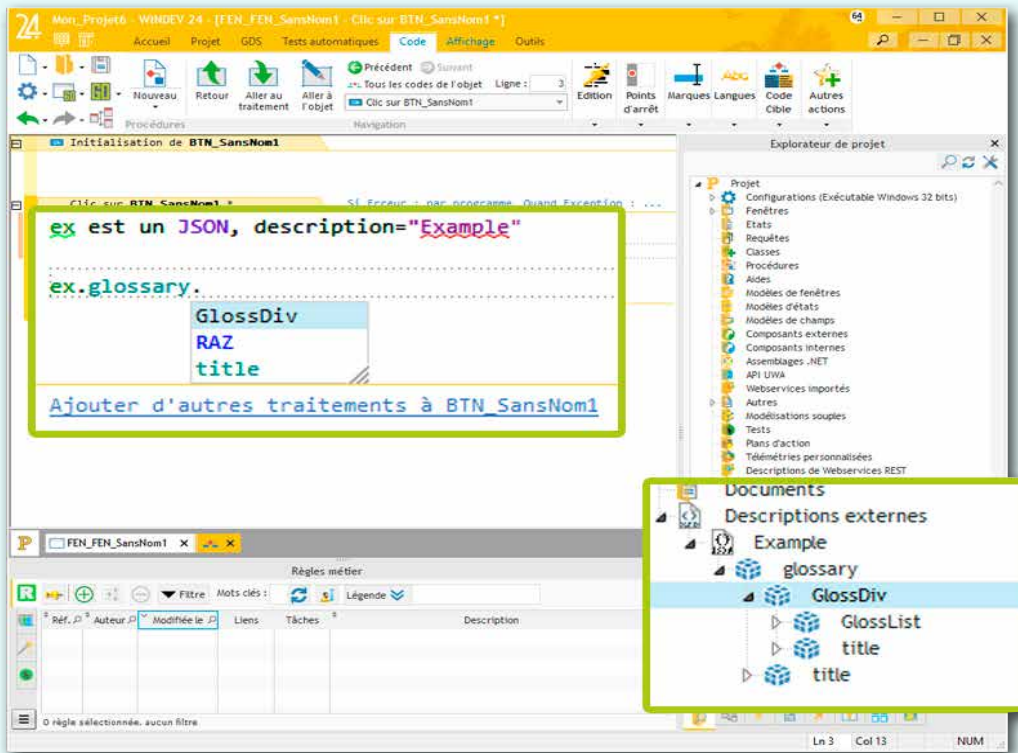 24 Mon_Projet6 - WINDEV 24 - [FEN_FEN_SansNom1 - Clic sur BTN_SansNom1 *] 64
Accueil Projet GDS Tests automatiques Code Affichage Outils
Nouveau
Retour
Aller au traitement
Aller à l'objet
Précédent Suivant
Tous les codes de l'objet Ligne : 3
Clic sur BTN_SansNom1
Edition
Points d'arrêt
Marques
Langues
Code Cible
Autres actions
Procédures
Navigation
Initialisation de BTN_SansNom1
Clic sur BTN_SansNom1 * Si Erreur : par programme. Quand Exception : ...
ex est un JSON, description="Example"
ex.glossary.
GlossDiv
RAZ
title
Ajouter d'autres traitements à BTN_SansNom1
Explorateur de projet
Projet
Configurations (Exécutable Windows 32 bits)
Fenêtres
Etats
Requêtes
Classes
Procédures
Aides
Modèles de fenêtres
Modèles d'états
Modèles de champs
Composants externes
Composants internes
Assemblages .NET
API UWA
Webservices importés
Autres
Modélisations souples
Tests
Plans d'action
Télémétries personnalisées
Descriptions de Webservices REST
Documents
Descriptions externes
Example
glossary
GlossDiv
GlossList
title
title
FEN_FEN_SansNom1
Règles métier
Filtre Mots clés : Légende
Réf. Auteur Modifiée le Liens Tâches Description
0 règle sélectionnée, aucun filtre
Ln 3 Col 13 NUM